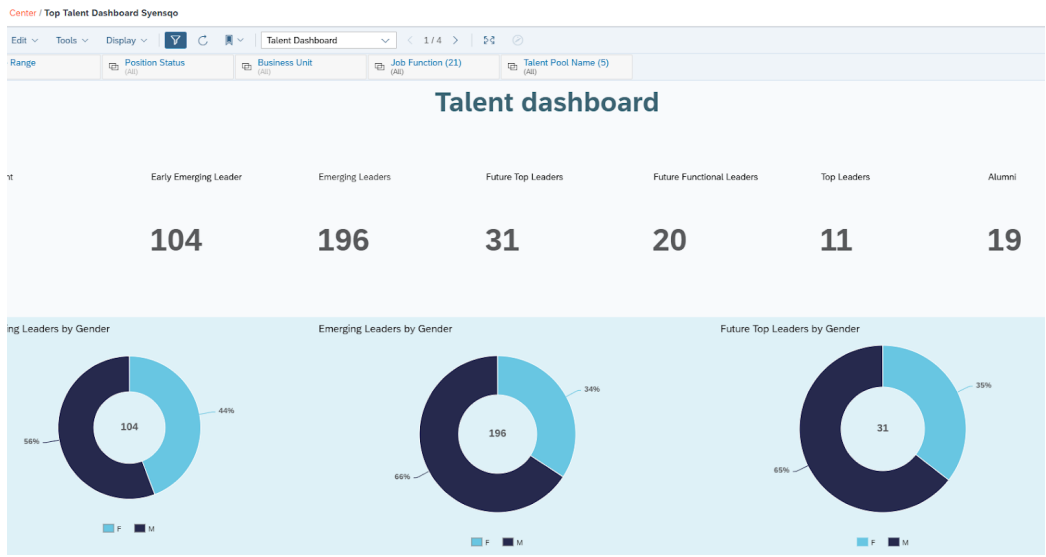 Center / Top Talent Dashboard Syensqo
Edit Tools Display Talent Dashboard 1 / 4
Range
Position Status
(All)
Business Unit
(All)
Job Function (21)
(All)
Talent Pool Name (5)
(All)
Talent dashboard
nt Early Emerging Leader Emerging Leaders Future Top Leaders Future Functional Leaders Top Leaders Alumni
104 196 31 20 11 19
ing Leaders by Gender
44%
56%
104
F M
Emerging Leaders by Gender
34%
66%
196
F M
Future Top Leaders by Gender
35%
65%
31
F M